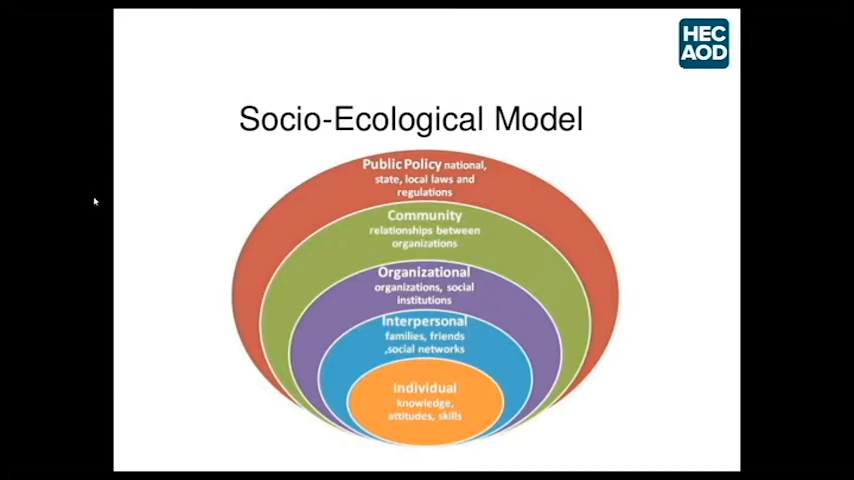 HEC
AOD
Socio-Ecological Model
Public Policy national,
state, local laws and
regulations
Community
relationships between
organizations
Organizational
organizations, social
institutions
Interpersonal
families, friends
,social networks
Individual
knowledge,
attitudes, skills